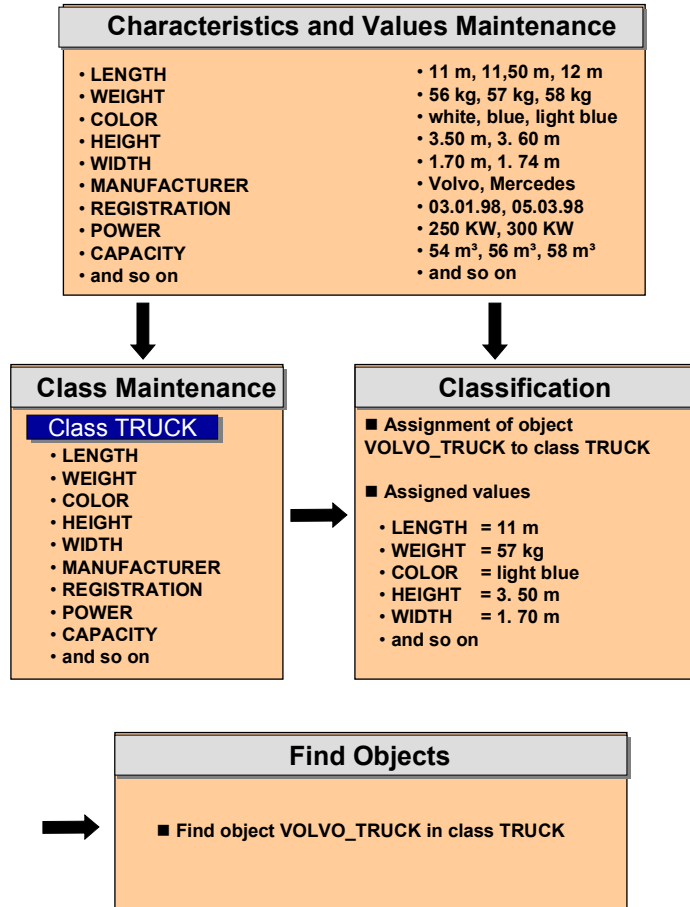 Characteristics and Values Maintenance
• LENGTH
• WEIGHT
• COLOR
• HEIGHT
• WIDTH
• MANUFACTURER
• REGISTRATION
• POWER
• CAPACITY
• and so on
• 11 m, 11,50 m, 12 m
• 56 kg, 57 kg, 58 kg
• white, blue, light blue
• 3.50 m, 3. 60 m
• 1.70 m, 1. 74 m
• Volvo, Mercedes
• 03.01.98, 05.03.98
• 250 KW, 300 KW
• 54 m³, 56 m³, 58 m³
• and so on
Class Maintenance
Class TRUCK
• LENGTH
• WEIGHT
• COLOR
• HEIGHT
• WIDTH
• MANUFACTURER
• REGISTRATION
• POWER
• CAPACITY
• and so on
Classification
■ Assignment of object
VOLVO_TRUCK to class TRUCK
■ Assigned values
• LENGTH = 11 m
• WEIGHT = 57 kg
• COLOR = light blue
• HEIGHT = 3. 50 m
• WIDTH = 1. 70 m
• and so on
Find Objects
■ Find object VOLVO_TRUCK in class TRUCK